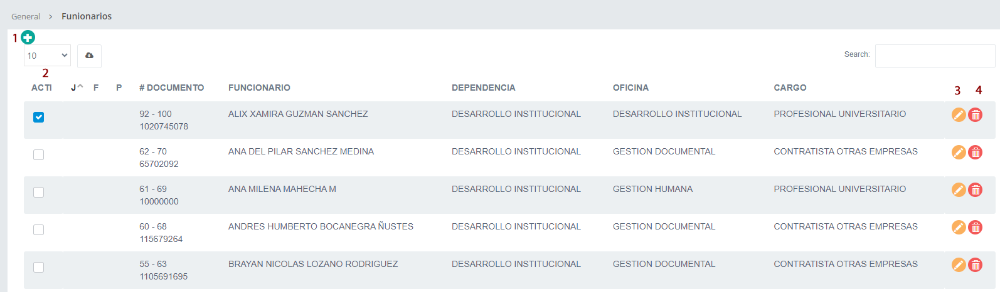 General > Funionarios
1
10 Search:
2
ACTI J F P # DOCUMENTO FUNCIONARIO DEPENDENCIA OFICINA CARGO 3 4
92 - 100 ALIX XAMIRA GUZMAN SANCHEZ DESARROLLO INSTITUCIONAL DESARROLLO INSTITUCIONAL PROFESIONAL UNIVERSITARIO
1020745078
62 - 70 ANA DEL PILAR SANCHEZ MEDINA DESARROLLO INSTITUCIONAL GESTION DOCUMENTAL CONTRATISTA OTRAS EMPRESAS
65702092
61 - 69 ANA MILENA MAHECHA M DESARROLLO INSTITUCIONAL GESTION HUMANA PROFESIONAL UNIVERSITARIO
10000000
60 - 68 ANDRES HUMBERTO BOCANEGRA ÑUSTES DESARROLLO INSTITUCIONAL GESTION DOCUMENTAL CONTRATISTA OTRAS EMPRESAS
115679264
55 - 63 BRAYAN NICOLAS LOZANO RODRIGUEZ DESARROLLO INSTITUCIONAL GESTION DOCUMENTAL CONTRATISTA OTRAS EMPRESAS
1105691695